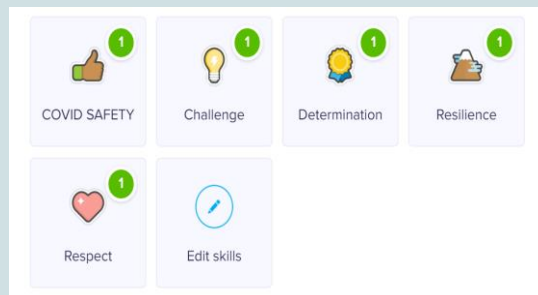 1 1 1 1
COVID SAFETY Challenge Determination Resilience
1
Respect Edit skills